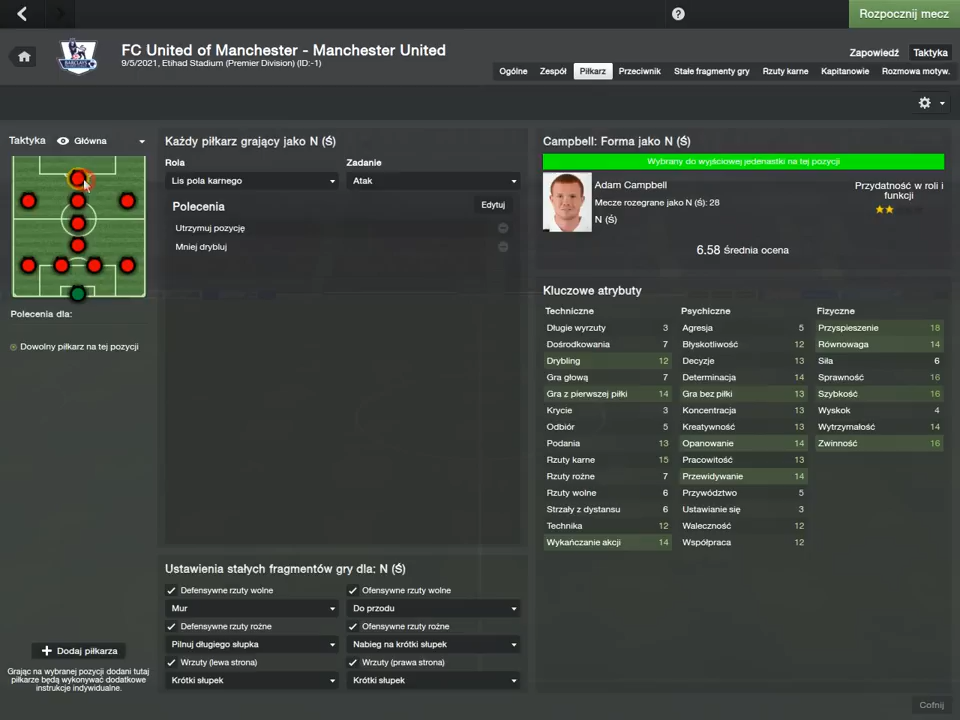 Rozpocznij mecz
FC United of Manchester - Manchester United
9/5/2021, Etihad Stadium (Premier Division) (ID:-1)
Zapowiedź
Taktyka
Ogólne
Zespół
Piłkarz
Przeciwnik
Stałe fragmenty gry
Rzuty karne
Kapitanowie
Rozmowa motyw.
Taktyka
Główna
Polecenia dla:
Dowolny piłkarz na tej pozycji
Dodaj piłkarza
Grając na wybranej pozycji dodani tutaj
piłkarze będą wykonywać dodatkowe
instrukcje indywidualne.
Każdy piłkarz grający jako N (Ś)
Rola
Zadanie
Lis pola karnego
Atak
Polecenia
Edytuj
Utrzymuj pozycję
Mniej drybluj
Ustawienia stałych fragmentów gry dla: N (Ś)
Defensywne rzuty wolne
Ofensywne rzuty wolne
Mur
Do przodu
Defensywne rzuty rożne
Ofensywne rzuty rożne
Pilnuj długiego słupka
Nabieg na krótki słupek
Wrzuty (lewa strona)
Wrzuty (prawa strona)
Krótki słupek
Krótki słupek
Campbell: Forma jako N (Ś)
Wybrany do wyjściowej jedenastki na tej pozycji
Adam Campbell
Mecze rozegrane jako N (Ś): 28
N (Ś)
Przydatność w roli i
funkcji
6.58 Średnia ocena
Kluczowe atrybuty
Techniczne
Psychiczne
Fizyczne
Długie wyrzuty 3
Agresja 5
Przyspieszenie 18
Dośrodkowania 7
Błyskotliwość 12
Równowaga 14
Drybling 12
Decyzje 13
Siła 6
Gra głową 7
Determinacja 14
Sprawność 16
Gra z pierwszej piłki 14
Gra bez piłki 13
Szybkość 16
Krycie 3
Koncentracja 13
Wyskok 4
Odbiór 5
Kreatywność 13
Wytrzymałość 14
Podania 13
Opanowanie 14
Zwinność 16
Rzuty karne 15
Pracowitość 13
Rzuty rożne 7
Przewidywanie 14
Rzuty wolne 6
Przywództwo 5
Strzały z dystansu 6
Ustawianie się 3
Technika 12
Waleczność 12
Wykańczanie akcji 14
Współpraca 12
Cofnij